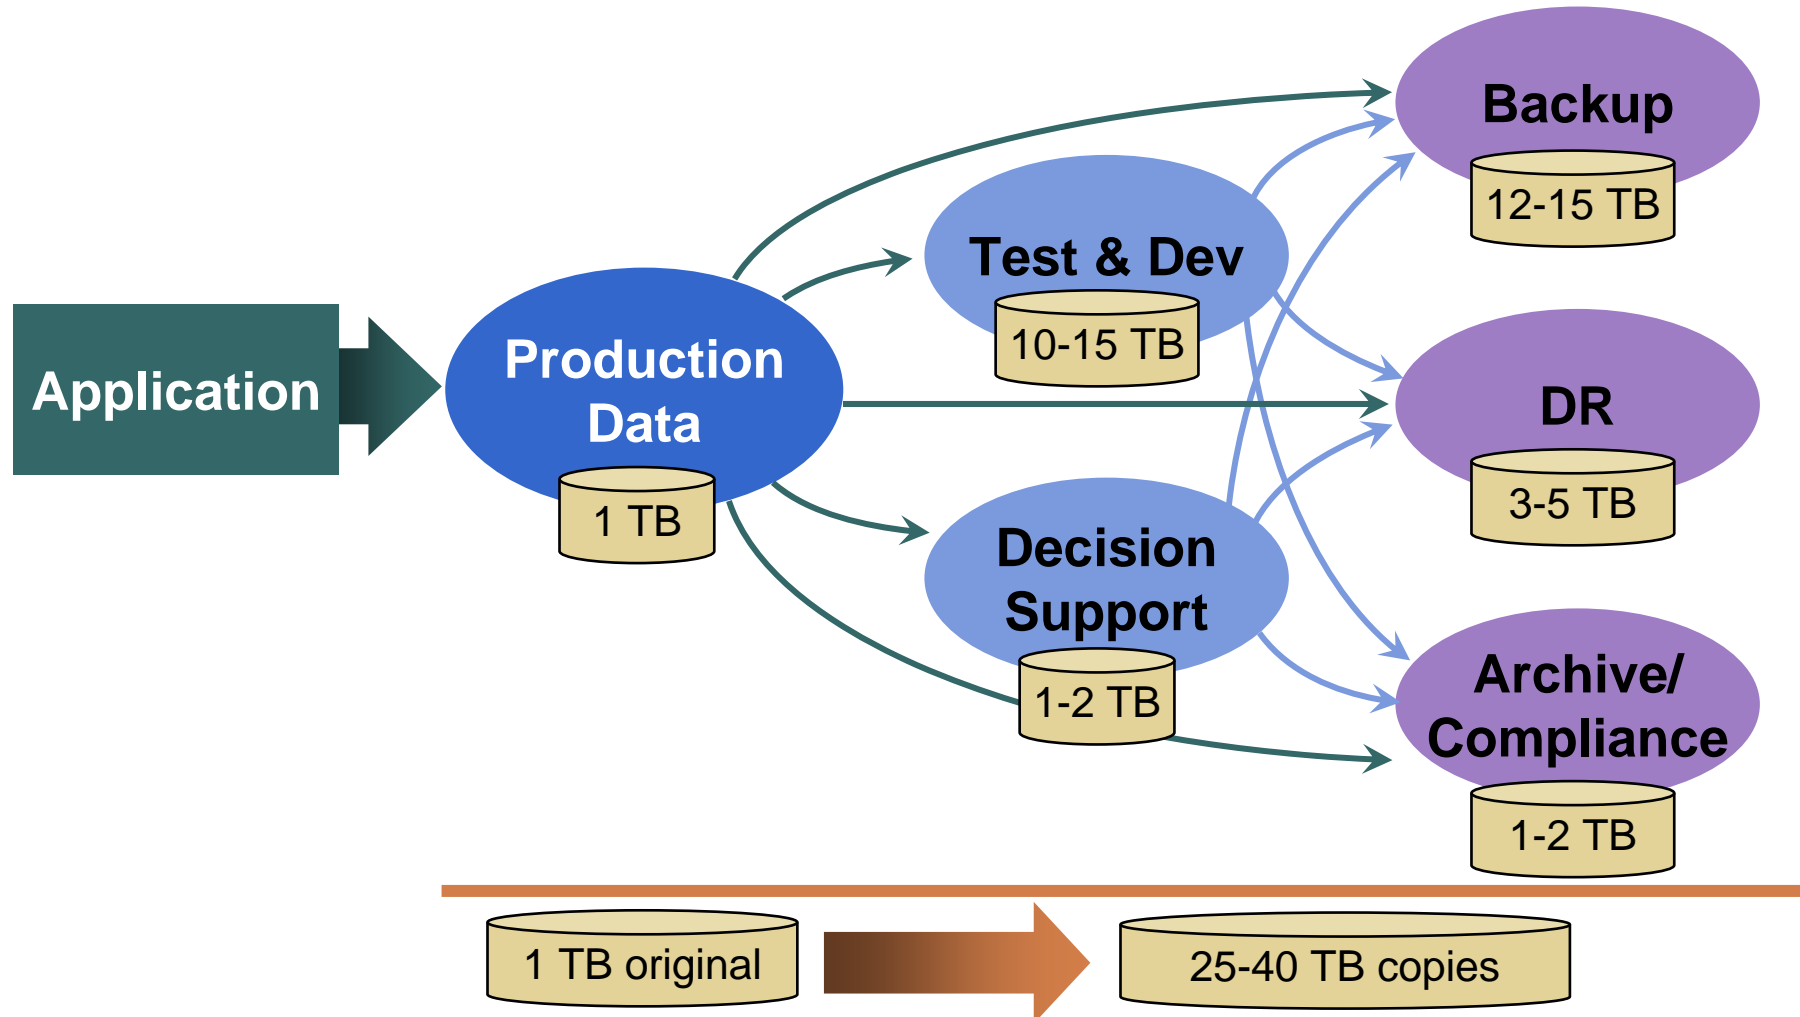 Application
Production
Data
1 TB
Test & Dev
10-15 TB
Decision
Support
1-2 TB
Backup
12-15 TB
DR
3-5 TB
Archive/
Compliance
1-2 TB
1 TB original
25-40 TB copies